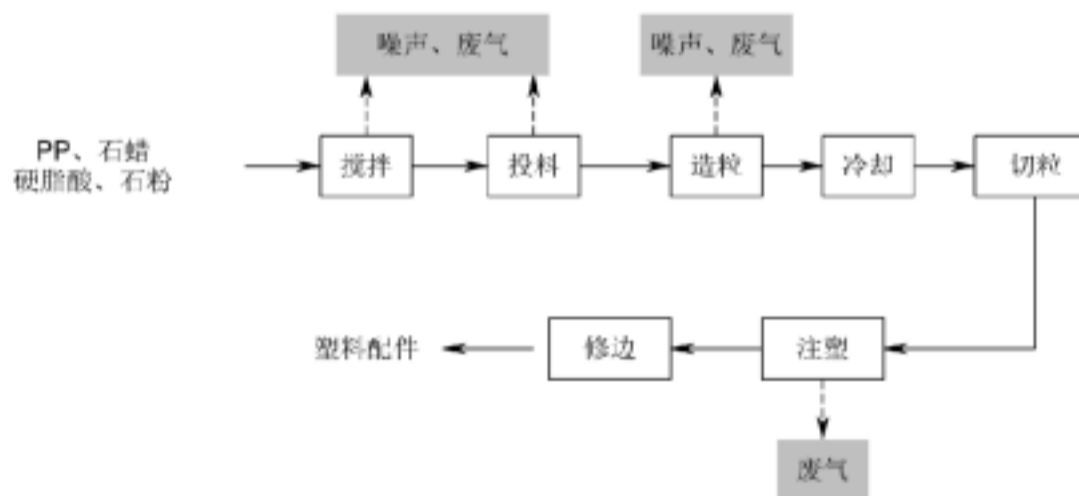 噪声、废气
噪声、废气
PP、石蜡
硬脂酸、石粉
搅拌
投料
造粒
冷却
切粒
塑料配件
修边
注塑
废气